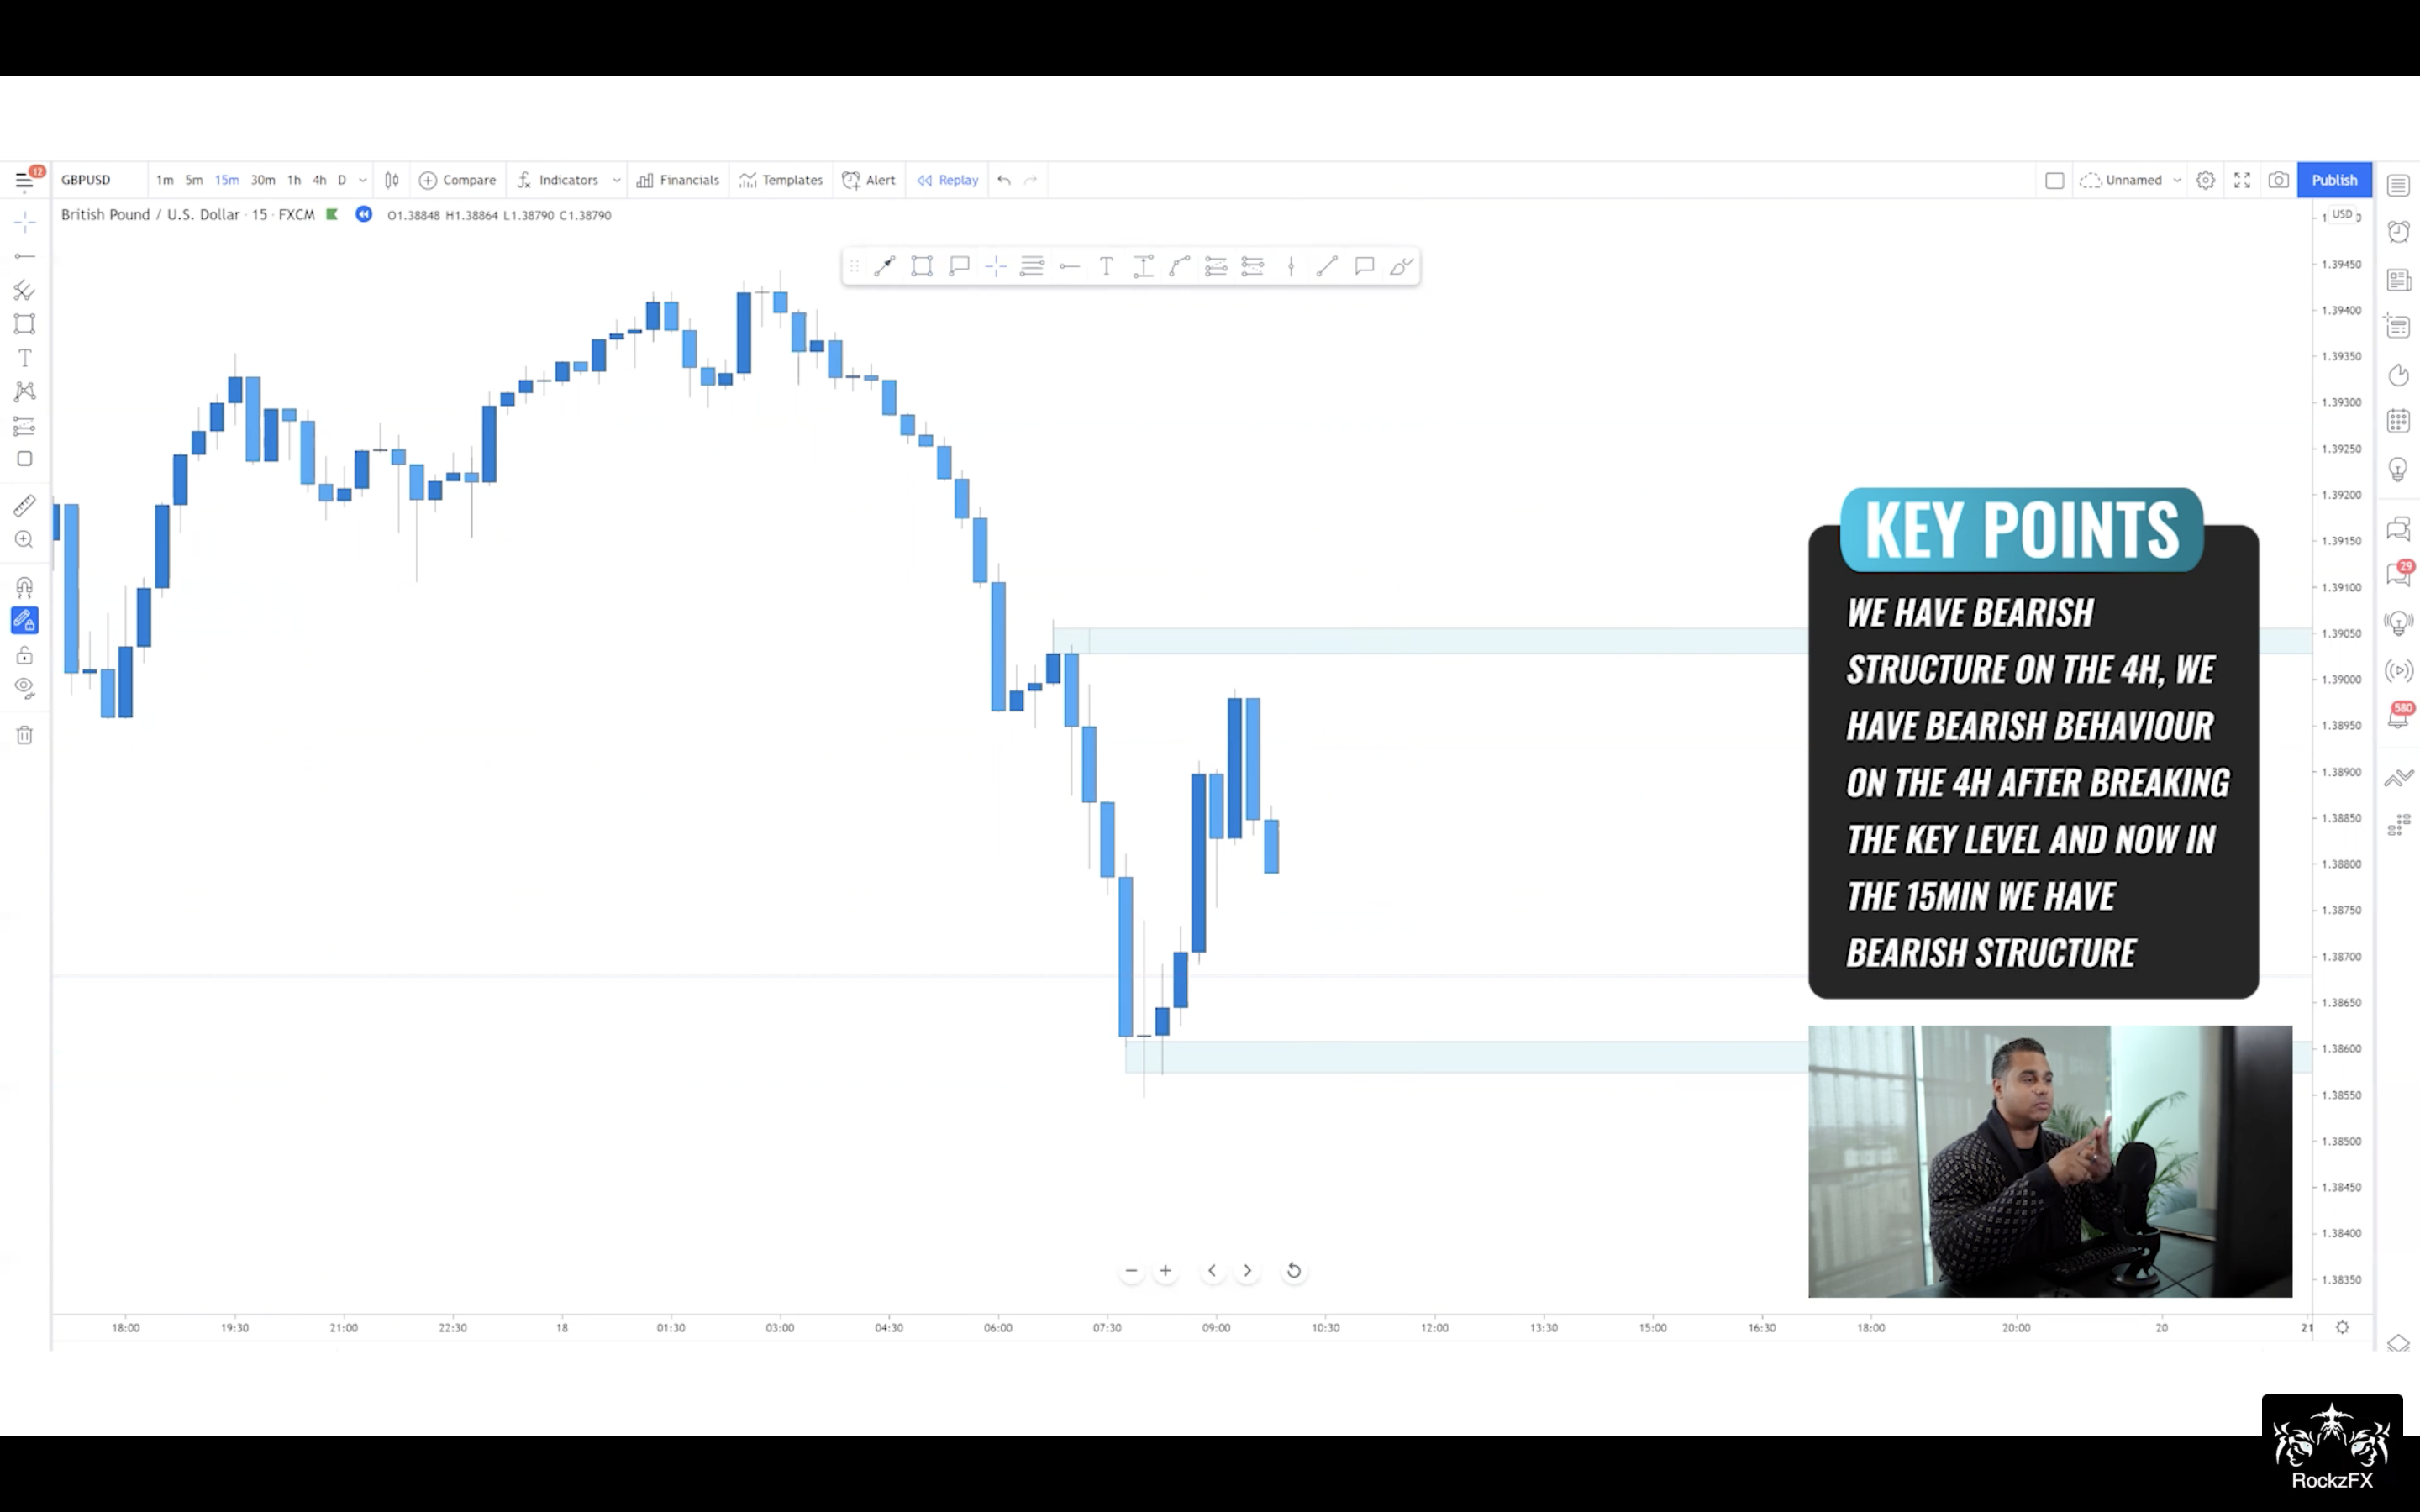 12
GBPUSD
1m 5m 15m 30m 1h 4h D
Compare
Indicators
Financials
Templates
Alert
Replay
Unnamed
Publish
British Pound / U.S. Dollar · 15 · FXCM
O1.38848 H1.38864 L1.38790 C1.38790
USD
1.39450
1.39400
1.39350
1.39300
1.39250
1.39200
1.39150
1.39100
1.39050
1.39000
1.38950
1.38900
1.38850
1.38800
1.38750
1.38700
1.38650
1.38600
1.38550
1.38500
1.38450
1.38400
1.38350
29
580
KEY POINTS
WE HAVE BEARISH
STRUCTURE ON THE 4H, WE
HAVE BEARISH BEHAVIOUR
ON THE 4H AFTER BREAKING
THE KEY LEVEL AND NOW IN
THE 15MIN WE HAVE
BEARISH STRUCTURE
18:00 19:30 21:00 22:30 18 01:30 03:00 04:30 06:00 07:30 09:00 10:30 12:00 13:30 15:00 16:30 18:00 20:00 20 21
RockzFX